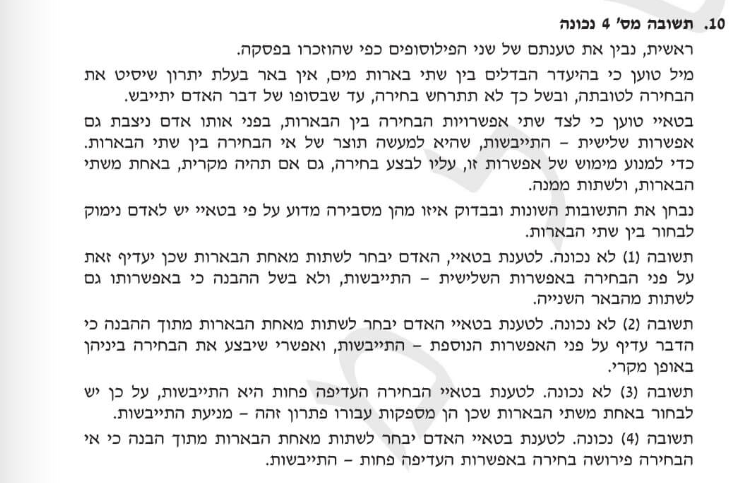 10. תשובה מס' 4 נכונה
ראשית, נבין את טענתם של שני הפילוסופים כפי שהוזכרו בפסקה.
מיל טוען כי בהיעדר הבדלים בין שתי בארות מים, אין באר בעלת יתרון שיסיט את
הבחירה לטובתה, ובשל כך לא תתרחש בחירה, עד שבסופו של דבר האדם יתייבש.
בטאיי טוען כי לצד שתי אפשרויות הבחירה בין הבארות, בפני אותו אדם ניצבת גם
אפשרות שלישית – התייבשות, שהיא למעשה תוצר של אי הבחירה בין שתי הבארות.
כדי למנוע מימוש של אפשרות זו, עליו לבצע בחירה, גם אם תהיה מקרית, באחת משתי
הבארות, ולשתות ממנה.
נבחן את התשובות השונות ובבדוק איזו מהן מסבירה מדוע על פי בטאיי יש לאדם נימוק
לבחור בין שתי הבארות.
תשובה (1) לא נכונה. לטענת בטאיי, האדם יבחר לשתות מאחת הבארות שכן יעדיף זאת
על פני הבחירה באפשרות השלישית – התייבשות, ולא בשל ההבנה כי באפשרותו גם
לשתות מהבאר השנייה.
תשובה (2) לא נכונה. לטענת בטאיי האדם יבחר לשתות מאחת הבארות מתוך ההבנה כי
הדבר עדיף על פני האפשרות הנוספת – התייבשות, ואפשרי שיבצע את הבחירה ביניהן
באופן מקרי.
תשובה (3) לא נכונה. לטענת בטאיי הבחירה העדיפה פחות היא התייבשות, על כן יש
לבחור באחת משתי הבארות שכן הן מספקות עבורו פתרון זהה – מניעת התייבשות.
תשובה (4) נכונה. לטענת בטאיי האדם יבחר לשתות מאחת הבארות מתוך הבנה כי אי
הבחירה פירושה בחירה באפשרות העדיפה פחות – התייבשות.